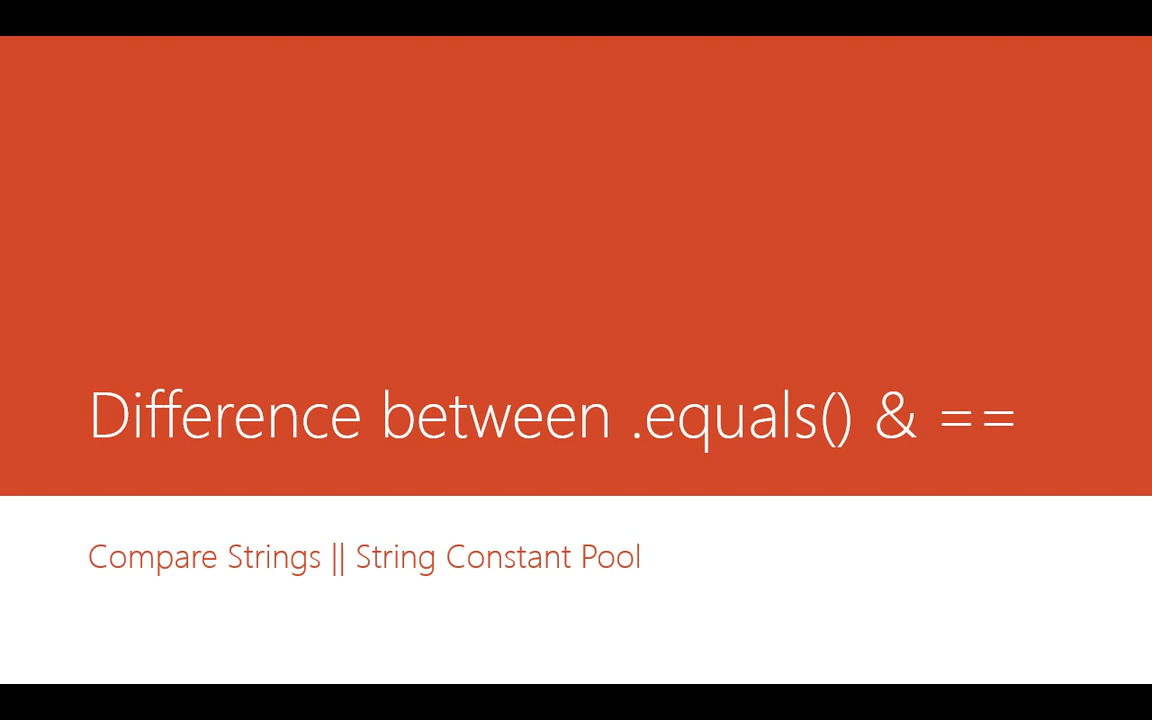 Difference between .equals() & ==
Compare Strings || String Constant Pool